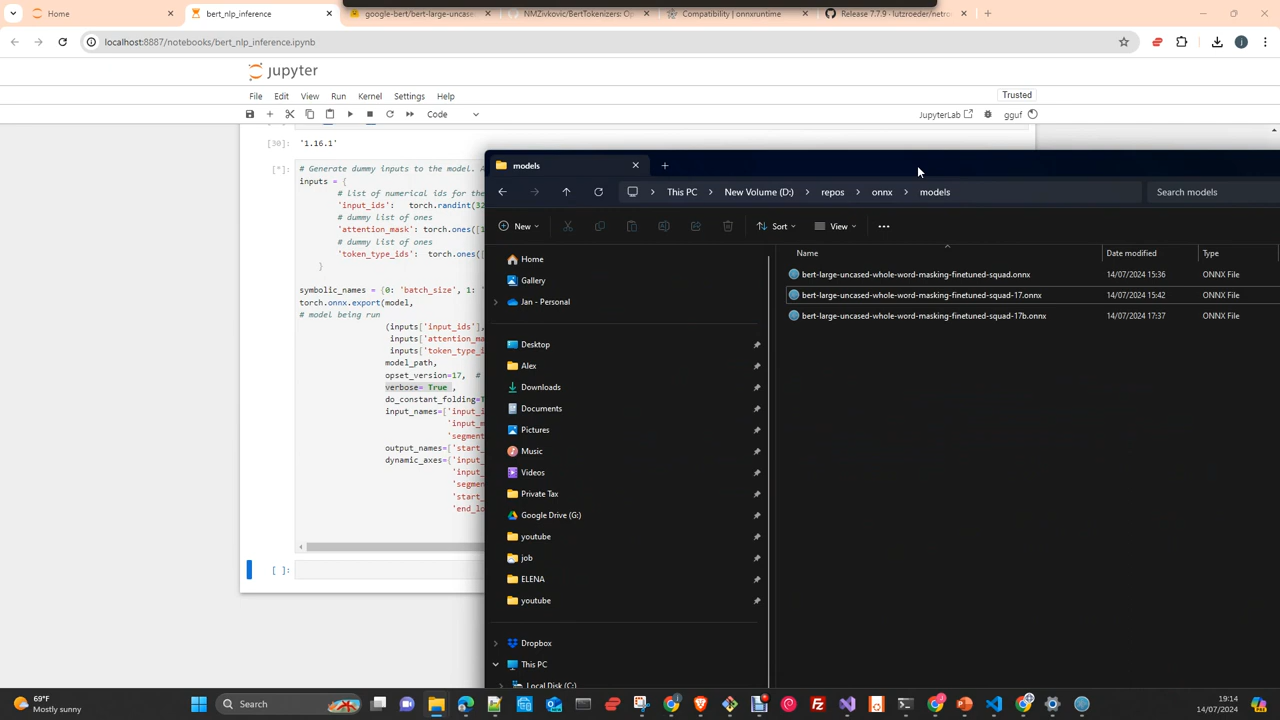 Home
bert_nlp_inference
google-bert/bert-large-uncase
NMZivkovic/BertTokenizers: O
Compatibility | onnxruntime
Release 7.7.9 · lutzroeder/netro
localhost:8887/notebooks/bert_nlp_inference.ipynb
jupyter
File Edit View Run Kernel Settings Help
Trusted
Code
JupyterLab
gguf
[30]: '1.16.1'
[*]: # Generate dummy inputs to the model. A
inputs = {
# list of numerical ids for the
'input_ids': torch.randint(32
# dummy list of ones
'attention_mask': torch.ones([1
# dummy list of ones
'token_type_ids': torch.ones([
}
symbolic_names = {0: 'batch_size', 1: '
torch.onnx.export(model,
# model being run
(inputs['input_ids'],
inputs['attention_mask
inputs['token_type_i
model_path,
opset_version=17, #
verbose= True ,
do_constant_folding=T
input_names=['input_i
'input_m
'segment
output_names=['start_
dynamic_axes={'input_
'input_
'segmen
'start_
'end_lo
[ ]:
models
This PC > New Volume (D:) > repos > onnx > models
Search models
New
Sort
View
Home
Gallery
Jan - Personal
Desktop
Alex
Downloads
Documents
Pictures
Music
Videos
Private Tax
Google Drive (G:)
youtube
job
ELENA
youtube
Dropbox
This PC
Local Disk (C:)
Name Date modified Type
bert-large-uncased-whole-word-masking-finetuned-squad.onnx 14/07/2024 15:36 ONNX File
bert-large-uncased-whole-word-masking-finetuned-squad-17.onnx 14/07/2024 15:42 ONNX File
bert-large-uncased-whole-word-masking-finetuned-squad-17b.onnx 14/07/2024 17:37 ONNX File
69°F
Mostly sunny
Search
19:14
14/07/2024